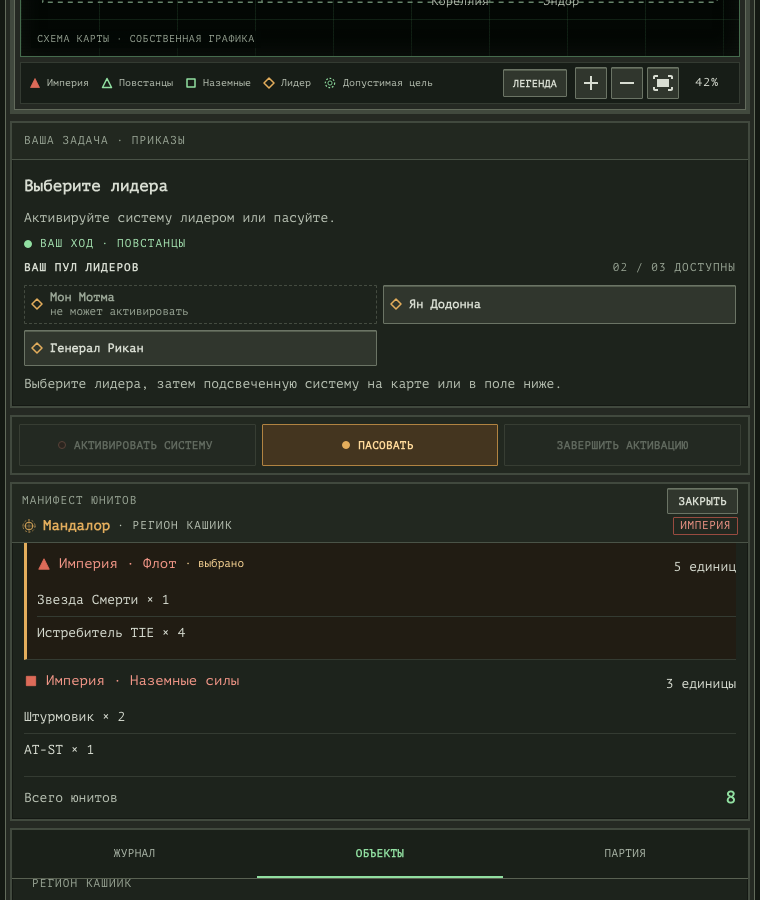 Кореллия Эндор
СХЕМА КАРТЫ · СОБСТВЕННАЯ ГРАФИКА
Империя Повстанцы Наземные Лидер Допустимая цель ЛЕГЕНДА 42%
ВАША ЗАДАЧА · ПРИКАЗЫ
Выберите лидера
Активируйте систему лидером или пасуйте.
ВАШ ХОД · ПОВСТАНЦЫ
ВАШ ПУЛ ЛИДЕРОВ 02 / 03 ДОСТУПНЫ
Мон Мотма
не может активировать
Ян Додонна
Генерал Рикан
Выберите лидера, затем подсвеченную систему на карте или в поле ниже.
АКТИВИРОВАТЬ СИСТЕМУ ПАСОВАТЬ ЗАВЕРШИТЬ АКТИВАЦИЮ
МАНИФЕСТ ЮНИТОВ ЗАКРЫТЬ
Мандалор · РЕГИОН КАШИИК ИМПЕРИЯ
Империя · Флот · выбрано 5 единиц
Звезда Смерти × 1
Истребитель TIE × 4
Империя · Наземные силы 3 единицы
Штурмовик × 2
AT-ST × 1
Всего юнитов 8
ЖУРНАЛ ОБЪЕКТЫ ПАРТИЯ
РЕГИОН КАШИИК